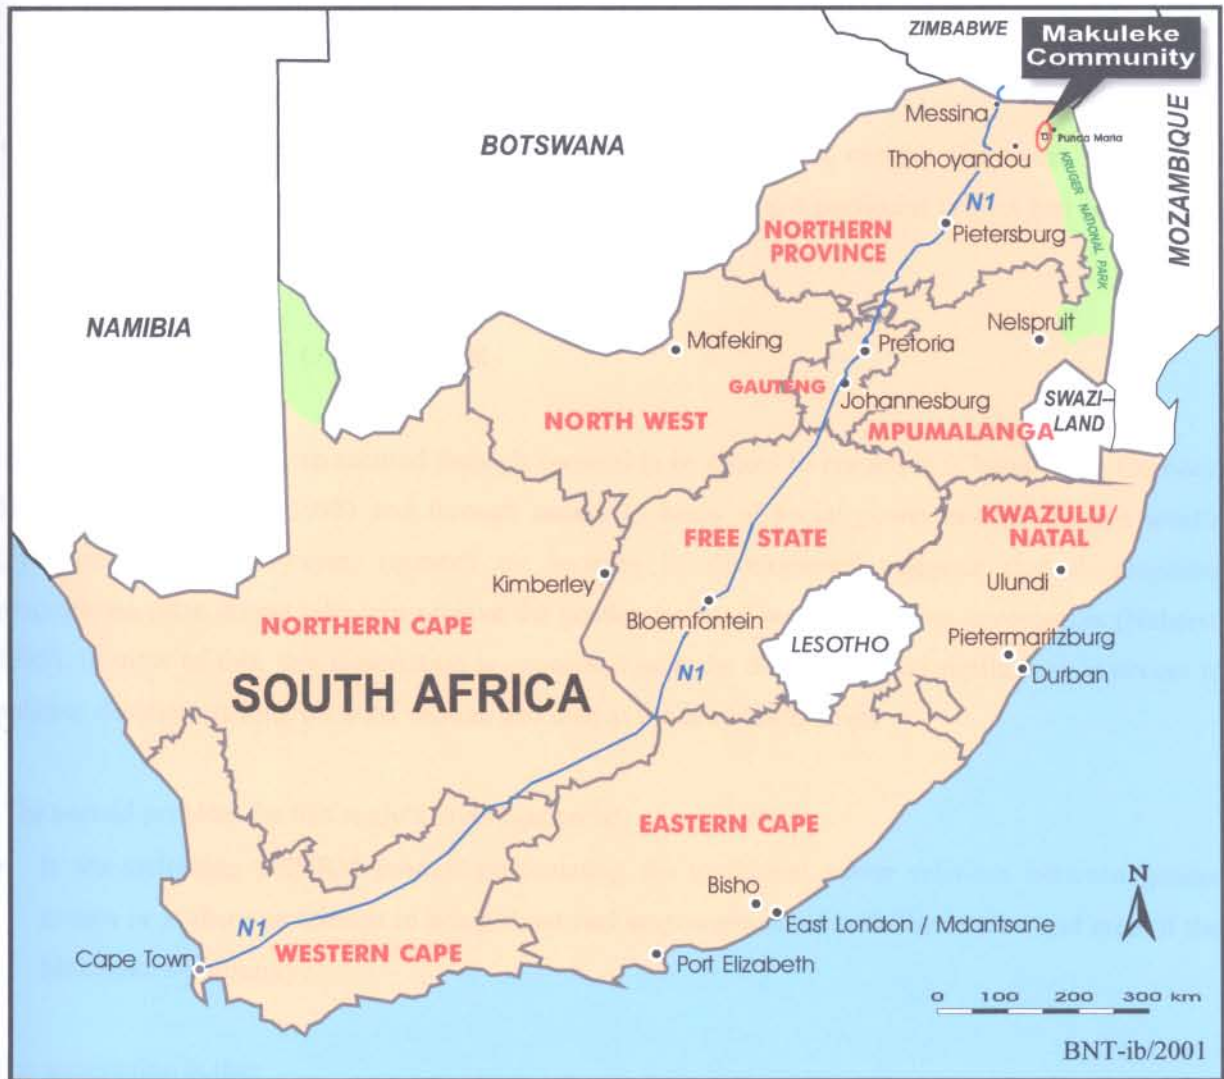 ZIMBABWE
Makuleke
Community
Messina
BOTSWANA
Punda Maria
Thohoyandou
MOZAMBIQUE
KRUGER NATIONAL PARK
N1
NORTHERN
PROVINCE
Pietersburg
NAMIBIA
Nelspruit
Mafeking
Pretoria
GAUTENG
Johannesburg
SWAZI-
LAND
NORTH WEST
MPUMALANGA
KWAZULU/
NATAL
FREE STATE
Ulundi
Kimberley
Bloemfontein
NORTHERN CAPE
LESOTHO
Pietermaritzburg
Durban
N1
SOUTH AFRICA
EASTERN CAPE
N
Bisho
East London / Mdantsane
N1
WESTERN CAPE
Cape Town
Port Elizabeth
0 100 200 300 km
BNT-ib/2001